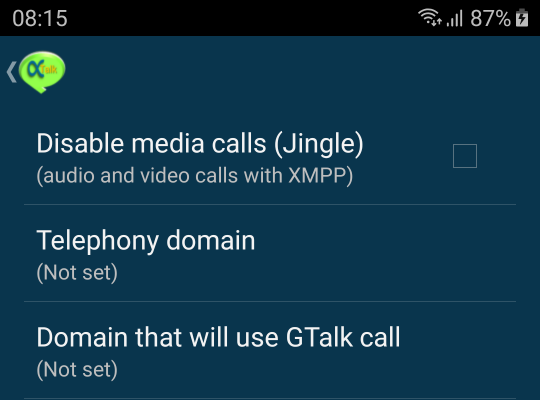 08:15 87%
αTalk
Disable media calls (Jingle)
(audio and video calls with XMPP)
Telephony domain
(Not set)
Domain that will use GTalk call
(Not set)